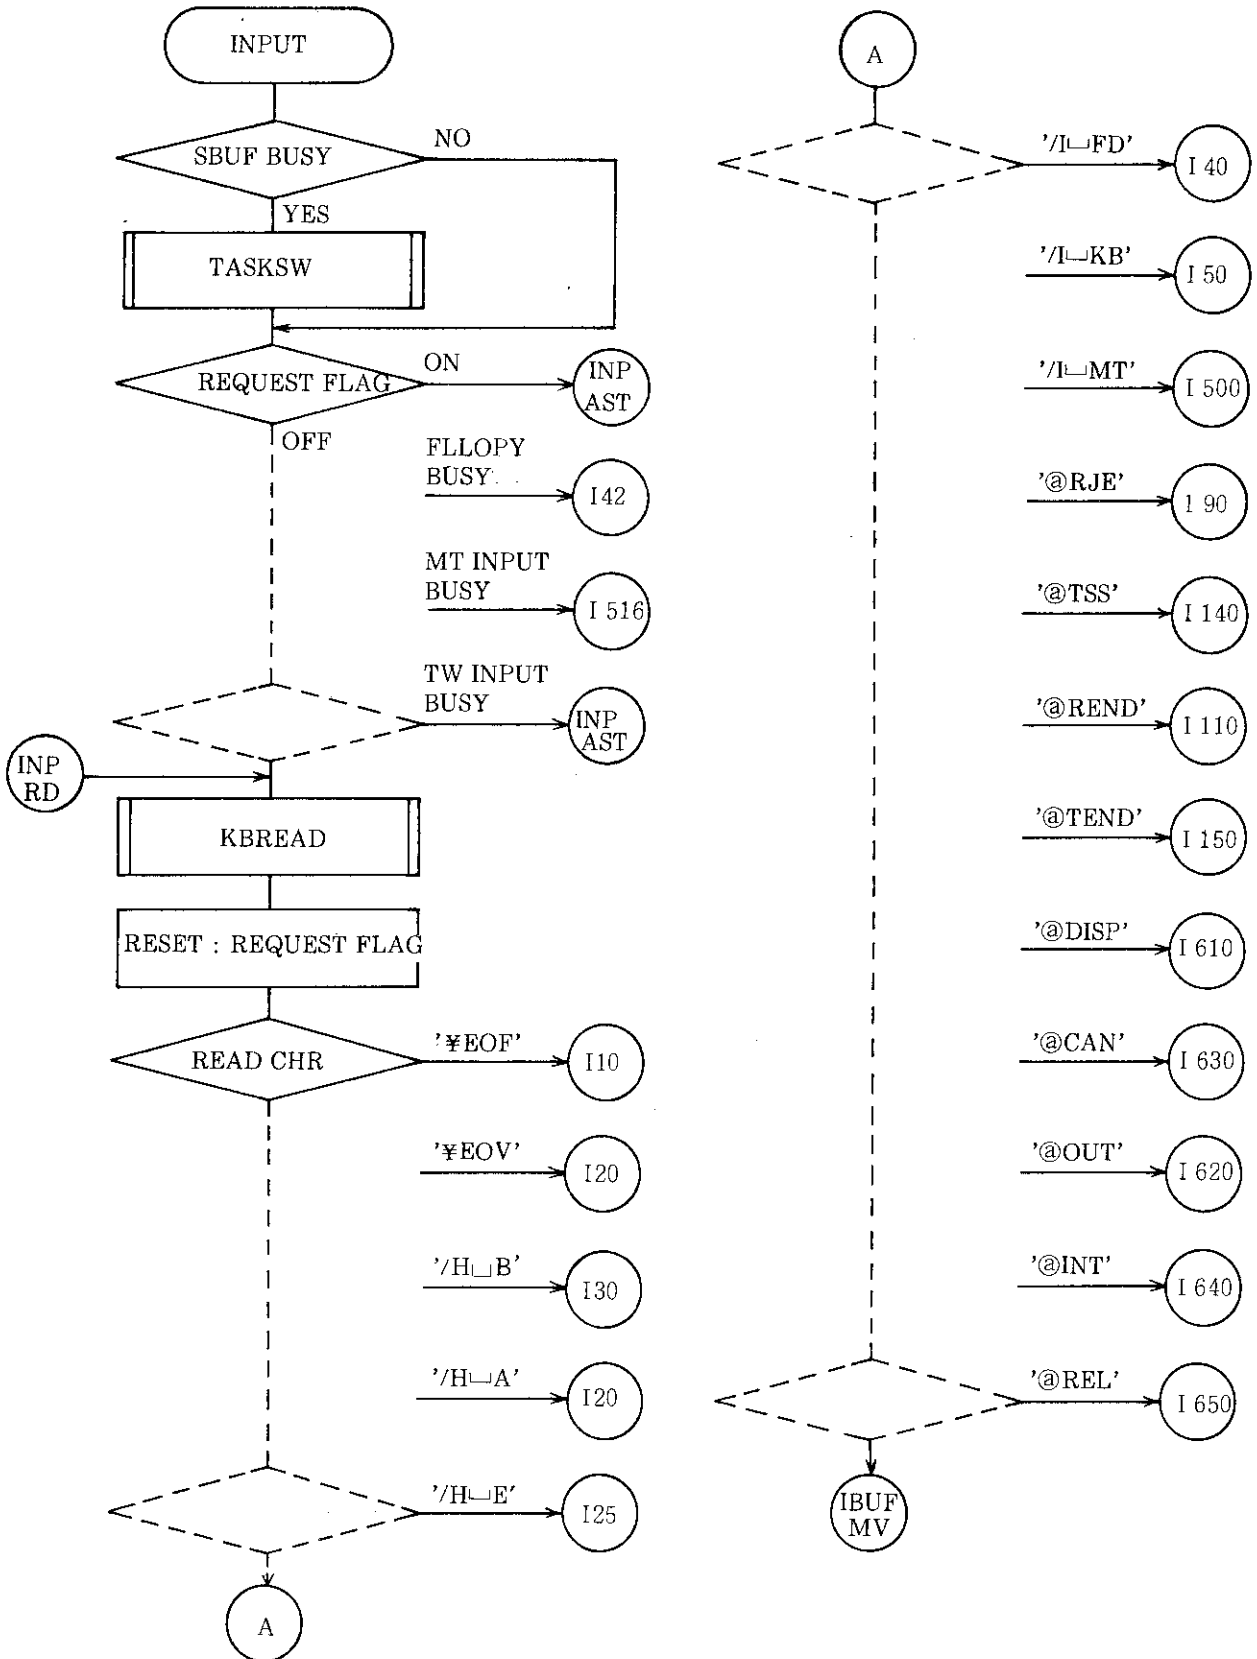 INPUT
SBUF BUSY
NO
YES
TASKSW
REQUEST FLAG
ON
INP
AST
OFF
FLLOPY
BUSY
I42
MT INPUT
BUSY
I 516
TW INPUT
BUSY
INP
AST
INP
RD
KBREAD
RESET : REQUEST FLAG
READ CHR
'¥EOF'
I10
'¥EOV'
I20
'/H␣B'
I30
'/H␣A'
I20
'/H␣E'
I25
A
A
'/I␣FD'
I 40
'/I␣KB'
I 50
'/I␣MT'
I 500
'@RJE'
I 90
'@TSS'
I 140
'@REND'
I 110
'@TEND'
I 150
'@DISP'
I 610
'@CAN'
I 630
'@OUT'
I 620
'@INT'
I 640
'@REL'
I 650
IBUF
MV